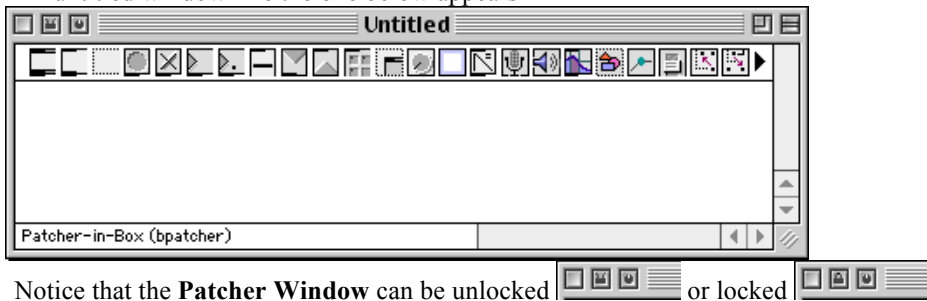 Untitled
Patcher-in-Box (bpatcher)
Notice that the Patcher Window can be unlocked or locked